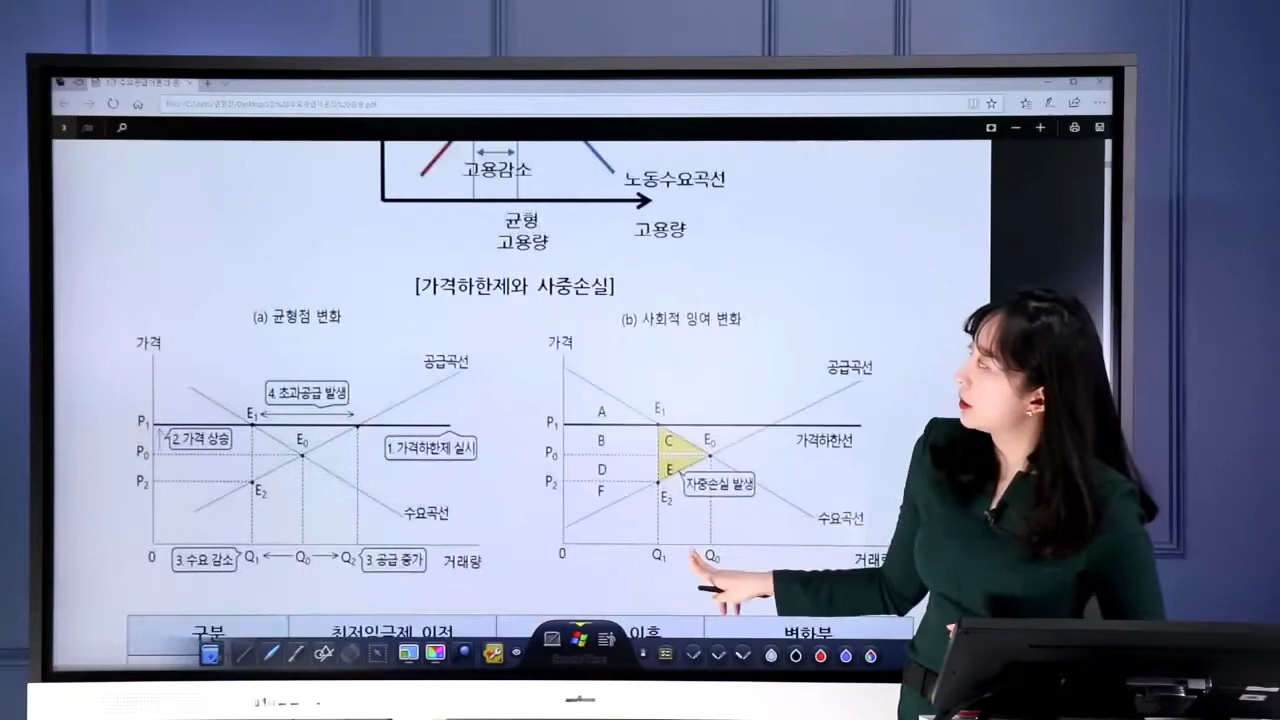 3
고용감소
노동수요곡선
균형
고용량
고용량
[가격하한제와 사중손실]
(a) 균형점 변화
가격
공급곡선
4. 초과공급 발생
E₁
P₁
2. 가격 상승
E₀
1. 가격하한제 실시
P₀
P₂
E₂
수요곡선
0
3. 수요 감소
Q₁
Q₀
Q₂
3. 공급 증가
거래량
(b) 사회적 잉여 변화
가격
공급곡선
A
E₁
P₁
B
C
E₀
가격하한선
P₀
D
E
P₂
F
사중손실 발생
E₂
수요곡선
0
Q₁
Q₀
구분
최저임금제 이전
이후
변화부